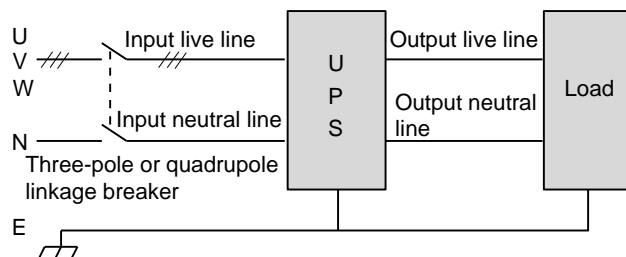 U
V
W
Input live line
Output live line
U
P
S
Load
Input neutral line
Output neutral
line
N
Three-pole or quadrupole
linkage breaker
E